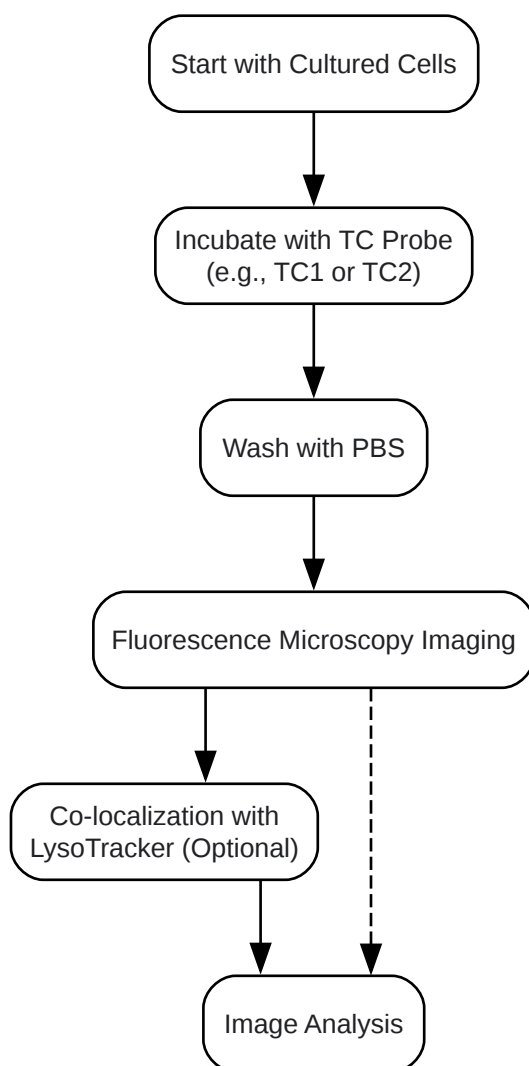 Start with Cultured Cells
Incubate with TC Probe
(e.g., TC1 or TC2)
Wash with PBS
Fluorescence Microscopy Imaging
Co-localization with
LysoTracker (Optional)
Image Analysis